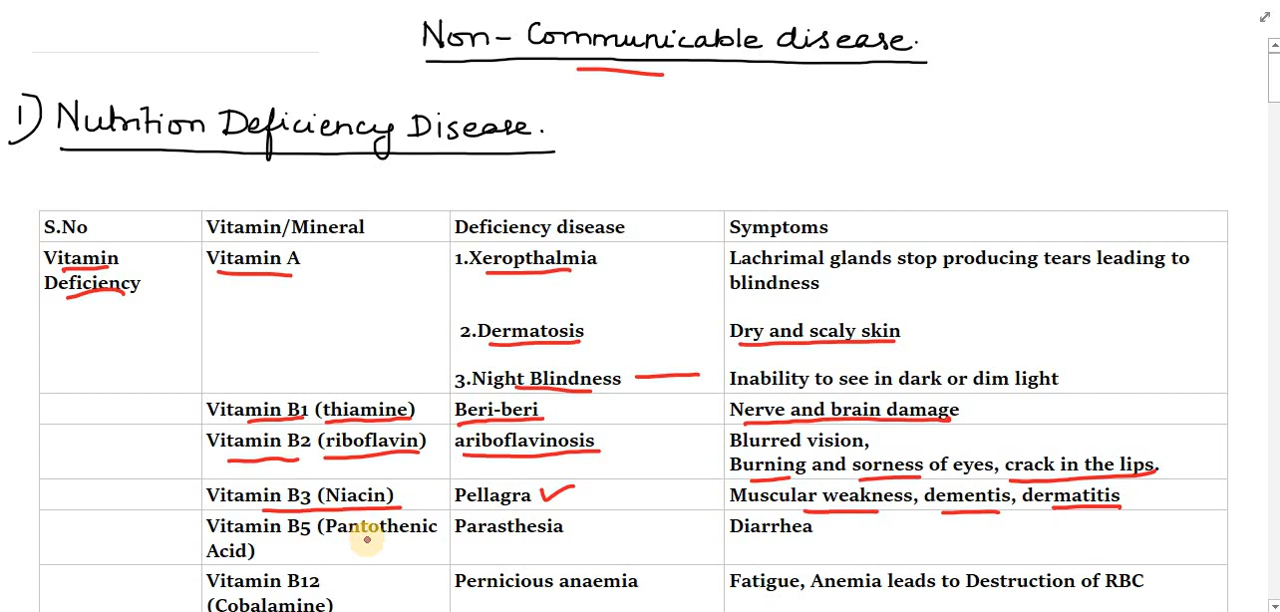 Non-Communicable disease.
1) Nutrition Deficiency Disease.
S.No Vitamin/Mineral Deficiency disease Symptoms
Vitamin Vitamin A 1.Xeropthalmia Lachrimal glands stop producing tears leading to
Deficiency blindness
2.Dermatosis Dry and scaly skin
3.Night Blindness Inability to see in dark or dim light
Vitamin B1 (thiamine) Beri-beri Nerve and brain damage
Vitamin B2 (riboflavin) ariboflavinosis Blurred vision,
Burning and sorness of eyes, crack in the lips.
Vitamin B3 (Niacin) Pellagra Muscular weakness, dementis, dermatitis
Vitamin B5 (Pantothenic Parasthesia Diarrhea
Acid)
Vitamin B12 Pernicious anaemia Fatigue, Anemia leads to Destruction of RBC
(Cobalamine)